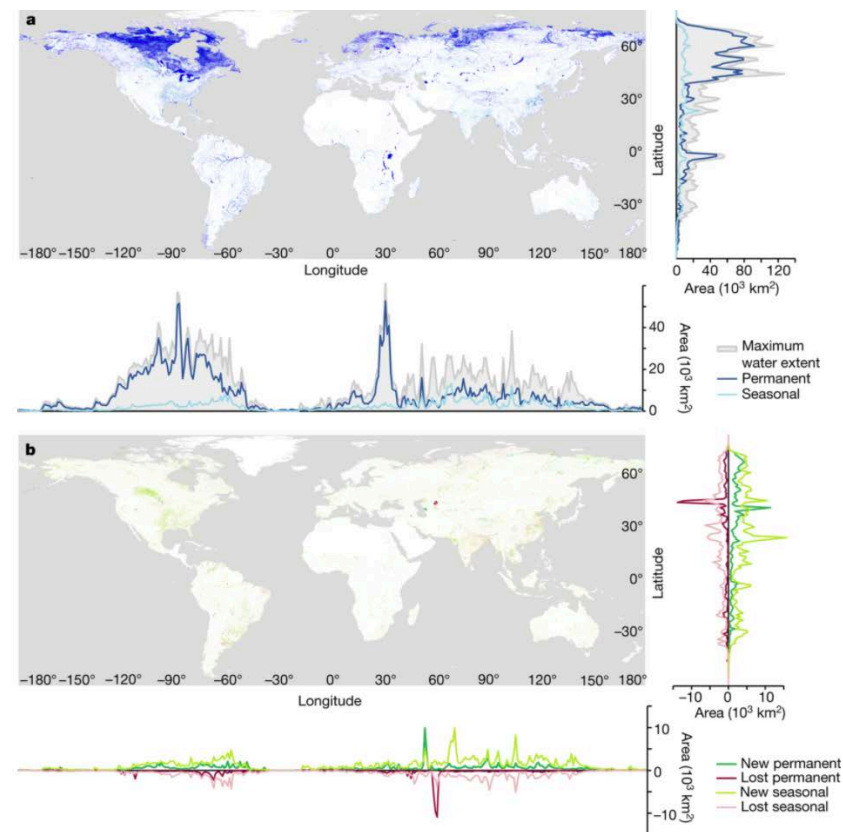 a
60°
30°
0°
−30°
Latitude
−180° −150° −120° −90° −60° −30° 0° 30° 60° 90° 120° 150° 180°
Longitude
0 40 80 120
Area (10³ km²)
40
20
0
Area (10³ km²)
Maximum
water extent
Permanent
Seasonal
b
60°
30°
0°
−30°
Latitude
−180° −150° −120° −90° −60° −30° 0° 30° 60° 90° 120° 150° 180°
Longitude
−10 0 10
Area (10³ km²)
10
0
−10
Area (10³ km²)
New permanent
Lost permanent
New seasonal
Lost seasonal